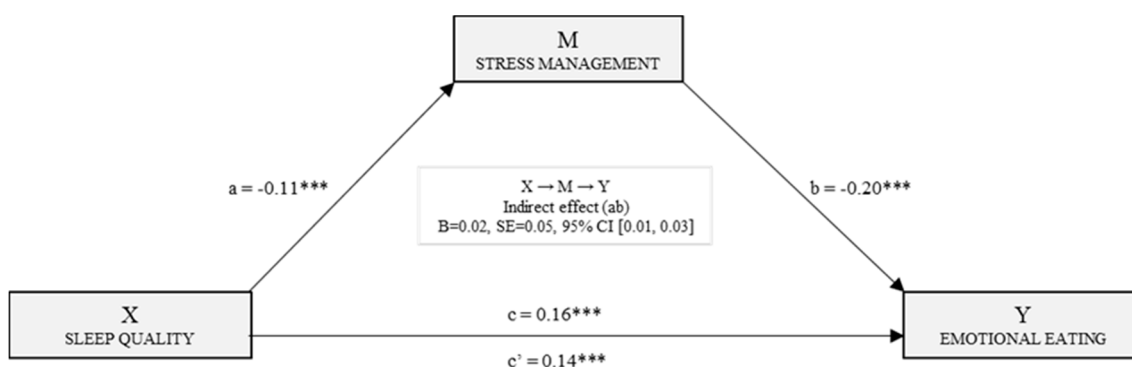 M
STRESS MANAGEMENT
a = -0.11***
b = -0.20***
X → M → Y
Indirect effect (ab)
B=0.02, SE=0.05, 95% CI [0.01, 0.03]
X
SLEEP QUALITY
c = 0.16***
c’ = 0.14***
Y
EMOTIONAL EATING